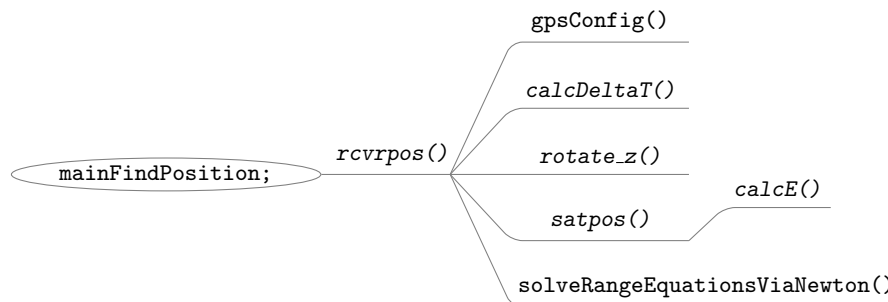 gpsConfig()
calcDeltaT()
rcvrpos()
rotate_z()
mainFindPosition;
calcE()
satpos()
solveRangeEquationsViaNewton()